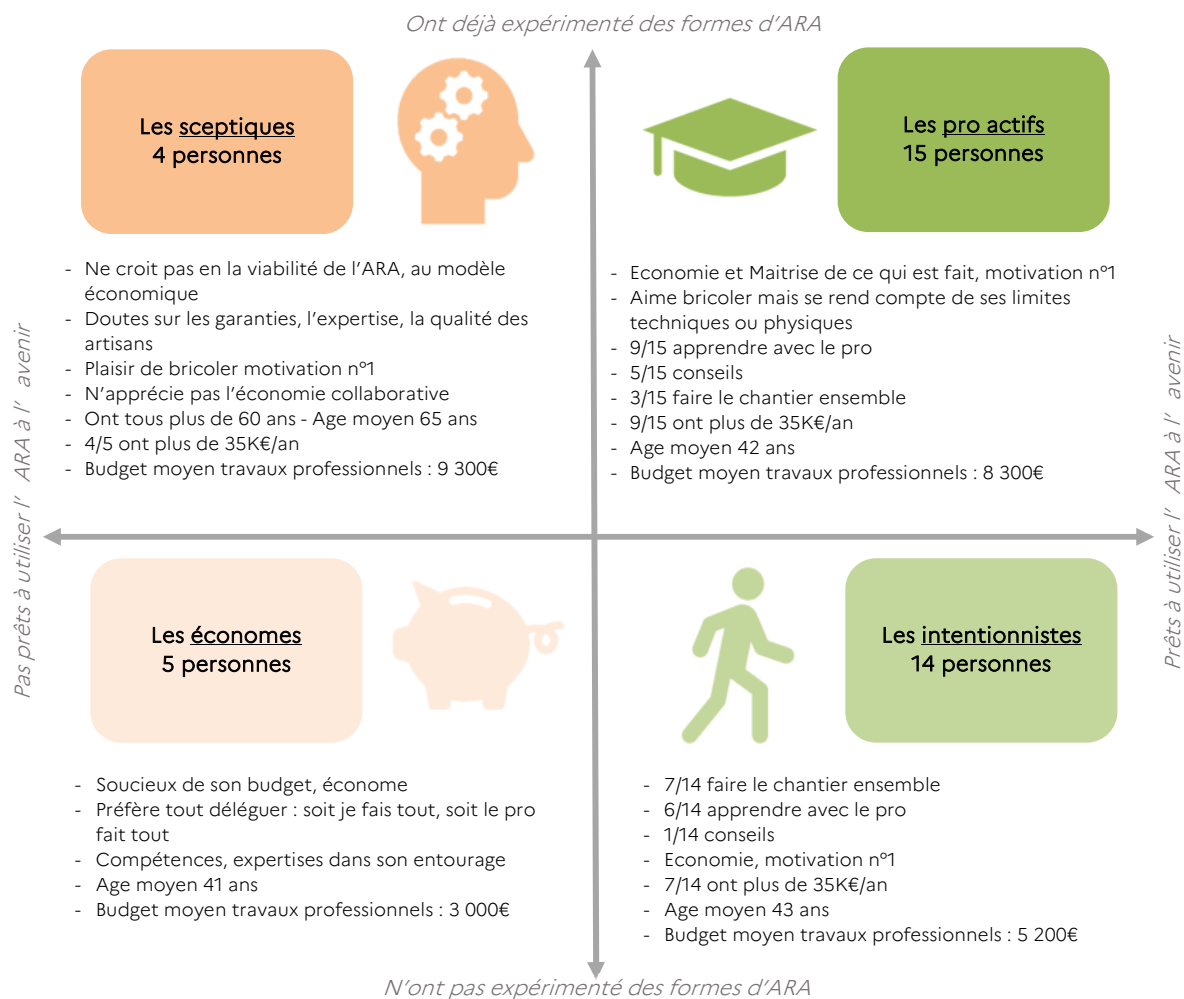 Ont déjà expérimenté des formes d'ARA
Les sceptiques
4 personnes
- Ne croit pas en la viabilité de l'ARA, au modèle
économique
- Doutes sur les garanties, l'expertise, la qualité des
artisans
- Plaisir de bricoler motivation n°1
- N'apprécie pas l'économie collaborative
- Ont tous plus de 60 ans - Age moyen 65 ans
- 4/5 ont plus de 35K€/an
- Budget moyen travaux professionnels : 9 300€
Les pro actifs
15 personnes
- Economie et Maitrise de ce qui est fait, motivation n°1
- Aime bricoler mais se rend compte de ses limites
techniques ou physiques
- 9/15 apprendre avec le pro
- 5/15 conseils
- 3/15 faire le chantier ensemble
- 9/15 ont plus de 35K€/an
- Age moyen 42 ans
- Budget moyen travaux professionnels : 8 300€
Pas prêts à utiliser l' ARA à l' avenir
Prêts à utiliser l' ARA à l' avenir
Les économes
5 personnes
- Soucieux de son budget, économe
- Préfère tout déléguer : soit je fais tout, soit le pro
fait tout
- Compétences, expertises dans son entourage
- Age moyen 41 ans
- Budget moyen travaux professionnels : 3 000€
Les intentionnistes
14 personnes
- 7/14 faire le chantier ensemble
- 6/14 apprendre avec le pro
- 1/14 conseils
- Economie, motivation n°1
- 7/14 ont plus de 35K€/an
- Age moyen 43 ans
- Budget moyen travaux professionnels : 5 200€
N'ont pas expérimenté des formes d'ARA